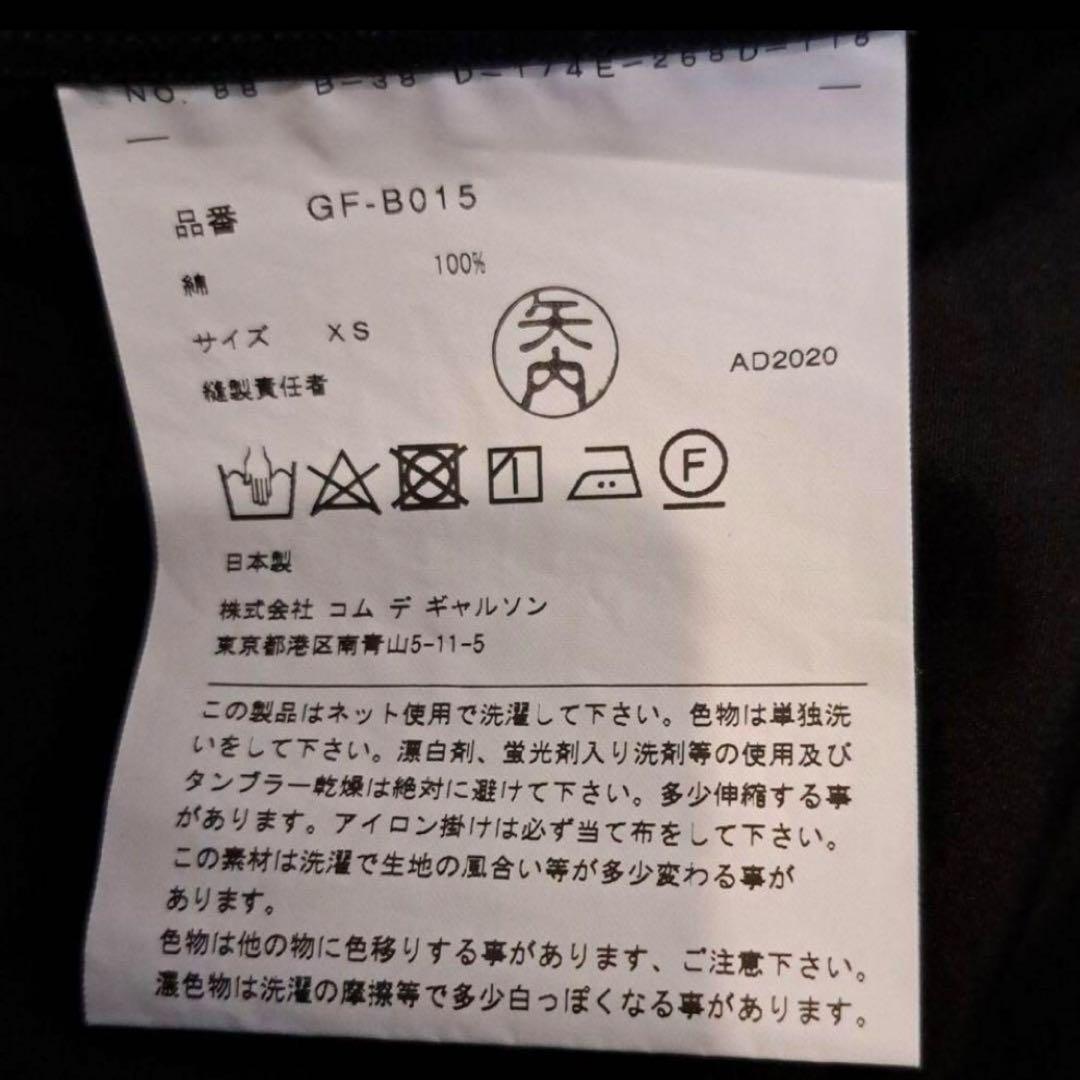 NO. 88 B-38 D-174E-268D-118
品番 GF-B015
綿 100%
サイズ XS
縫製責任者
矢内
AD2020
F
日本製
株式会社 コム デ ギャルソン
東京都港区南青山5-11-5
この製品はネット使用で洗濯して下さい。色物は単独洗
いをして下さい。漂白剤、蛍光剤入り洗剤等の使用及び
タンブラー乾燥は絶対に避けて下さい。多少伸縮する事
があります。アイロン掛けは必ず当て布をして下さい。
この素材は洗濯で生地の風合い等が多少変わる事が
あります。
色物は他の物に色移りする事があります、ご注意下さい。
濃色物は洗濯の摩擦等で多少白っぽくなる事があります。